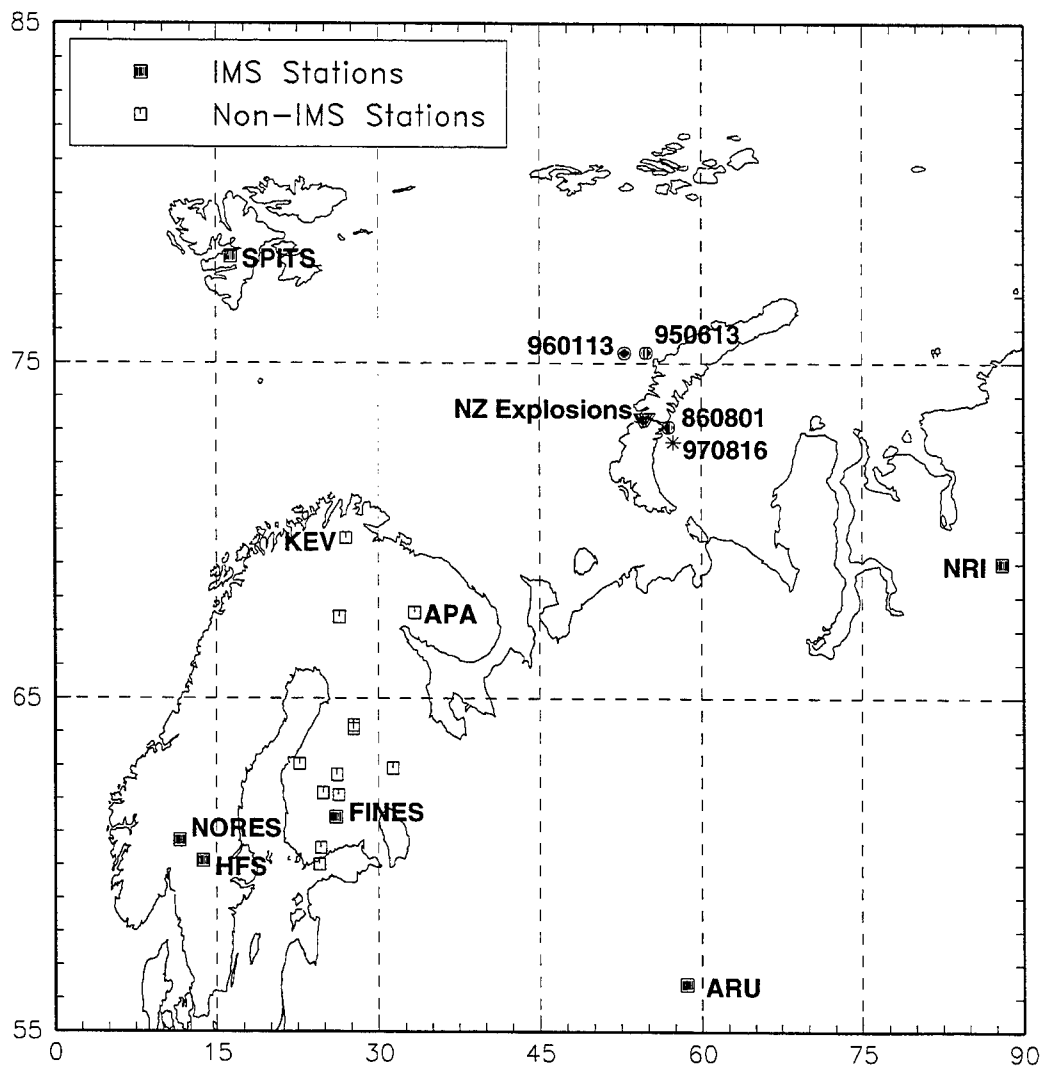 85
IMS Stations
Non-IMS Stations
SPITS
960113
950613
75
NZ Explosions
860801
970816
KEV
NRI
APA
65
FINES
NORES
HFS
ARU
55
0
15
30
45
60
75
90